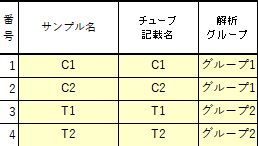 番号 サンプル名 チューブ記載名 解析グループ
1 C1 C1 グループ1
2 C2 C2 グループ1
3 T1 T1 グループ2
4 T2 T2 グループ2